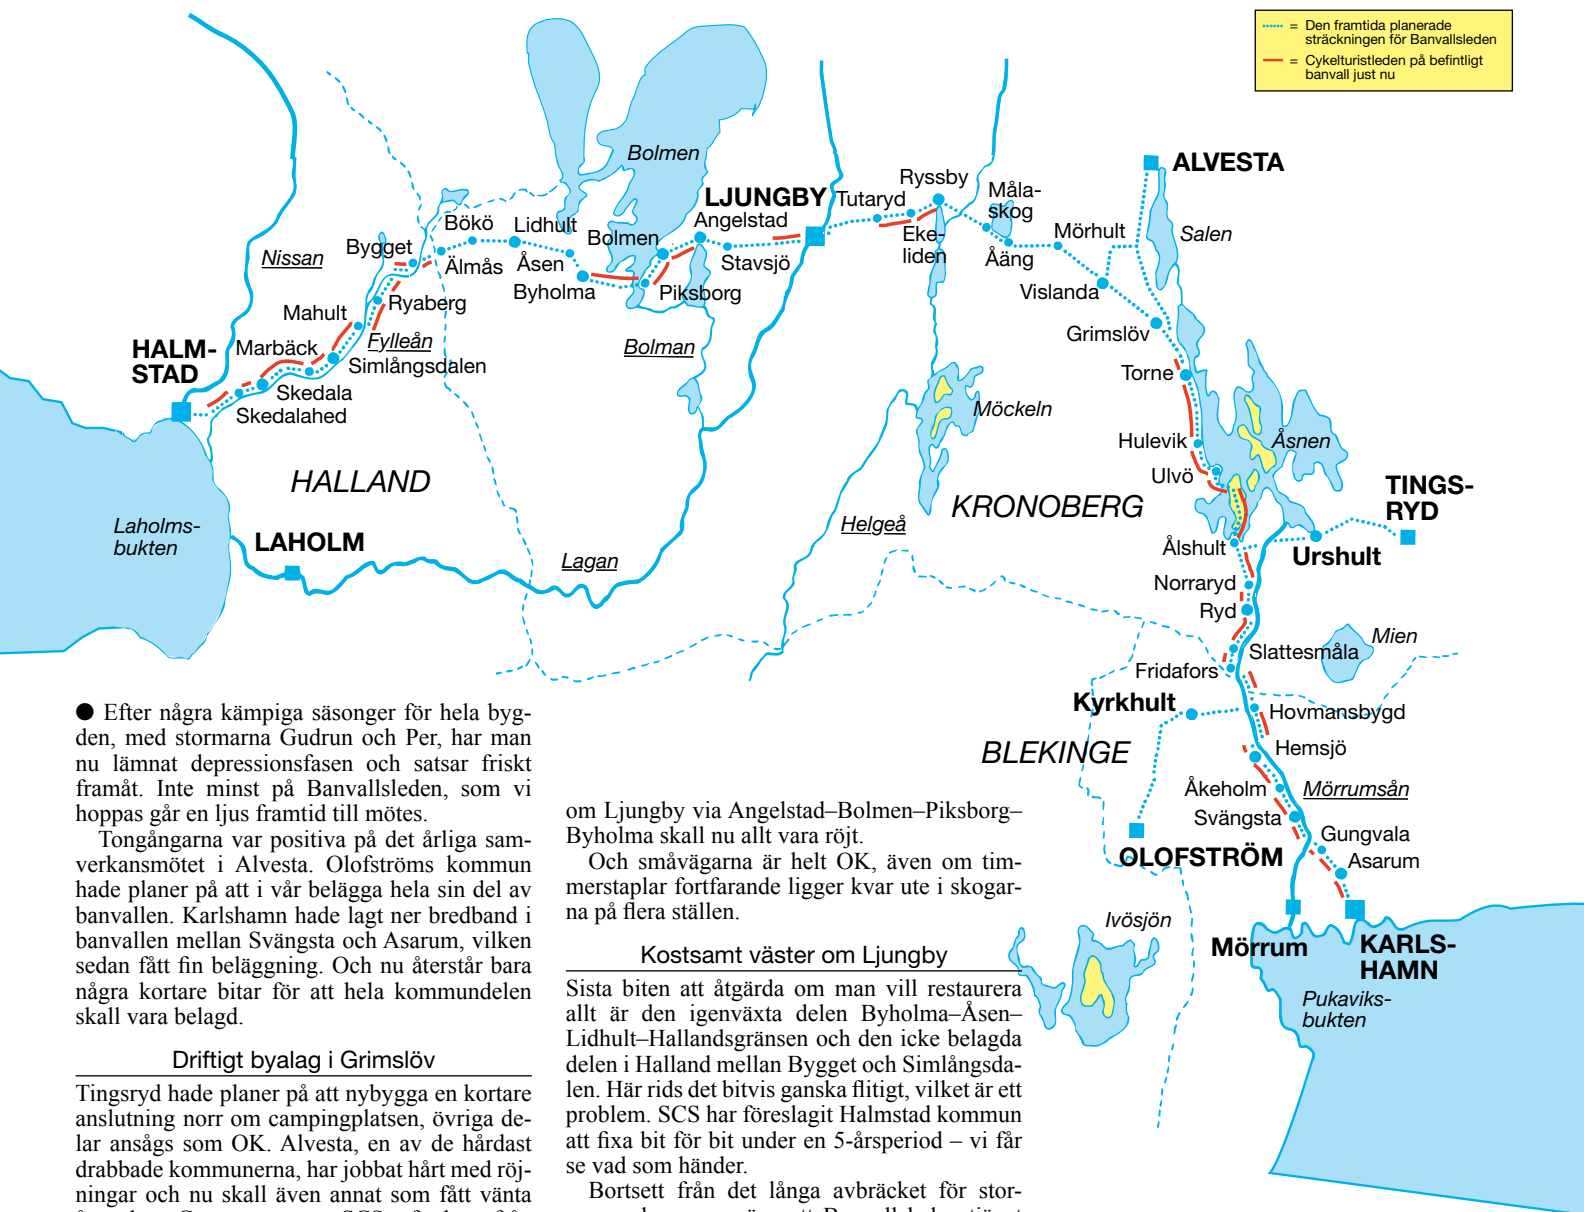 = Den framtida planerade
sträckningen för Banvallsleden
= Cykelturistleden på befintligt
banvall just nu
Bolmen
ALVESTA
Ryssby
Måla-
skog
LJUNGBY
Tutaryd
Angelstad
Bökö
Lidhult
Bolmen
Eke-
liden
Mörhult
Salen
Nissan
Bygget
Älmås
Åsen
Stavsjö
Ååäng
Byholma
Piksborg
Vislanda
Mahult
Ryaberg
Grimslöv
HALM-
STAD
Marbäck
Fylleån
Bolman
Simlångsdalen
Torne
Skedala
Skedalahed
Möckeln
Hulevik
Åsnen
Ulvö
HALLAND
KRONOBERG
TINGS-
RYD
Laholms-
bukten
LAHOLM
Helgeå
Lagan
Ålshult
Urshult
Norraryd
Ryd
Mien
Slattesmåla
Fridafors
Kyrkhult
Hovmansbygd
BLEKINGE
Hemsjö
Åkeholm
Mörrumsån
Svängsta
Gungvala
OLOFSTRÖM
Asarum
Ivösjön
Mörrum
KARLS-
HAMN
Pukaviks-
bukten
● Efter några kämpiga säsonger för hela byg-
den, med stormarna Gudrun och Per, har man
nu lämnat depressionsfasen och satsar friskt
framåt. Inte minst på Banvallsleden, som vi
hoppas går en ljus framtid till mötes.
Tongångarna var positiva på det årliga sam-
verkansmötet i Alvesta. Olofströms kommun
hade planer på att i vår belägga hela sin del av
banvallen. Karlshamn hade lagt ner bredband i
banvallen mellan Svängsta och Asarum, vilken
sedan fått fin beläggning. Och nu återstår bara
några kortare bitar för att hela kommundelen
skall vara belagd.
Driftigt byalag i Grimslöv
Tingsryd hade planer på att nybygga en kortare
anslutning norr om campingplatsen, övriga de-
lar ansågs som OK. Alvesta, en av de hårdast
drabbade kommunerna, har jobbat hårt med röj-
ningar och nu skall även annat som fått vänta
om Ljungby via Angelstad–Bolmen–Piksborg–
Byholma skall nu allt vara röjt.
Och småvägarna är helt OK, även om tim-
merstaplar fortfarande ligger kvar ute i skogar-
na på flera ställen.
Kostsamt väster om Ljungby
Sista biten att åtgärda om man vill restaurera
allt är den igenväxta delen Byholma–Åsen–
Lidhult–Hallandsgränsen och den icke belagda
delen i Halland mellan Bygget och Simlångsda-
len. Här rids det bitvis ganska flitigt, vilket är ett
problem. SCS har föreslagit Halmstad kommun
att fixa bit för bit under en 5-årsperiod – vi får
se vad som händer.
Bortsett från det långa avbräcket för stor-